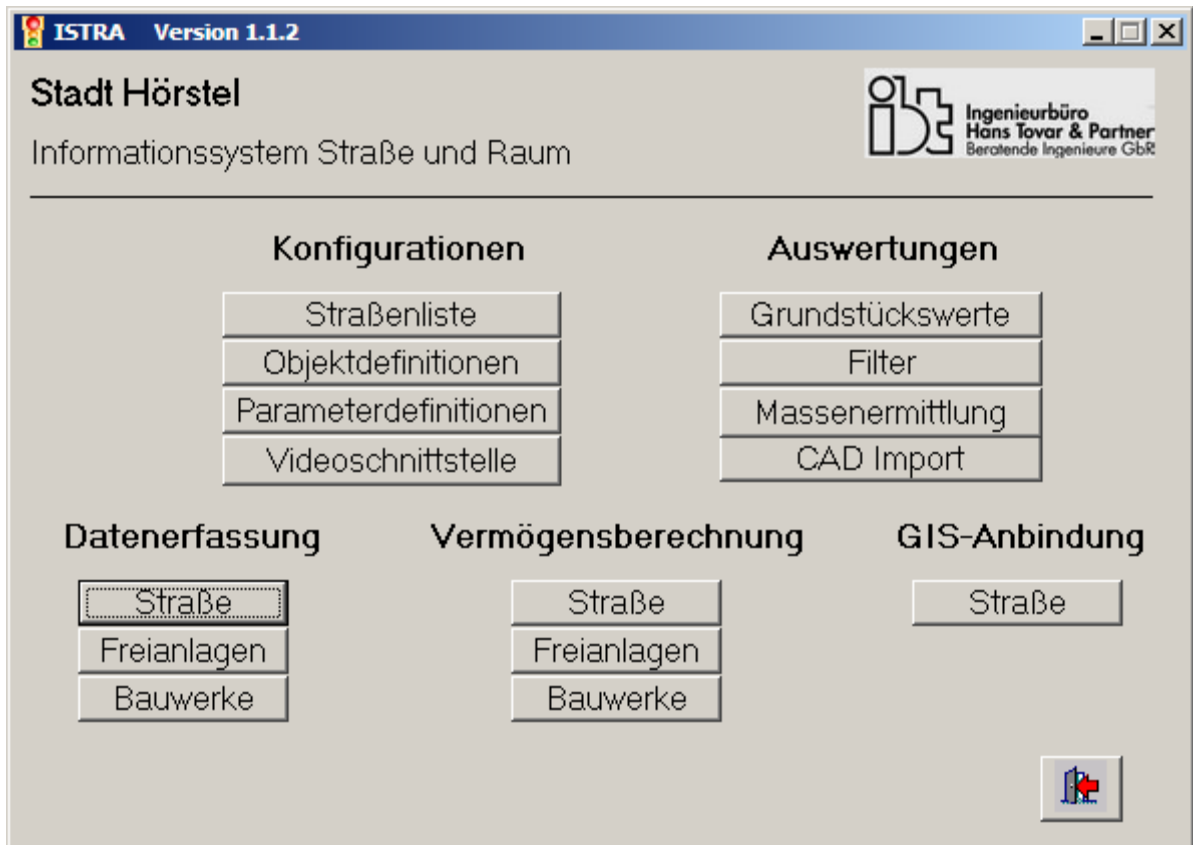 ISTRA Version 1.1.2
Stadt Hörstel
Informationssystem Straße und Raum
ibt
Ingenieurbüro
Hans Tovar & Partner
Beratende Ingenieure GbR
Konfigurationen
Straßenliste
Objektdefinitionen
Parameterdefinitionen
Videoschnittstelle
Auswertungen
Grundstückswerte
Filter
Massenermittlung
CAD Import
Datenerfassung
Straße
Freianlagen
Bauwerke
Vermögensberechnung
Straße
Freianlagen
Bauwerke
GIS-Anbindung
Straße